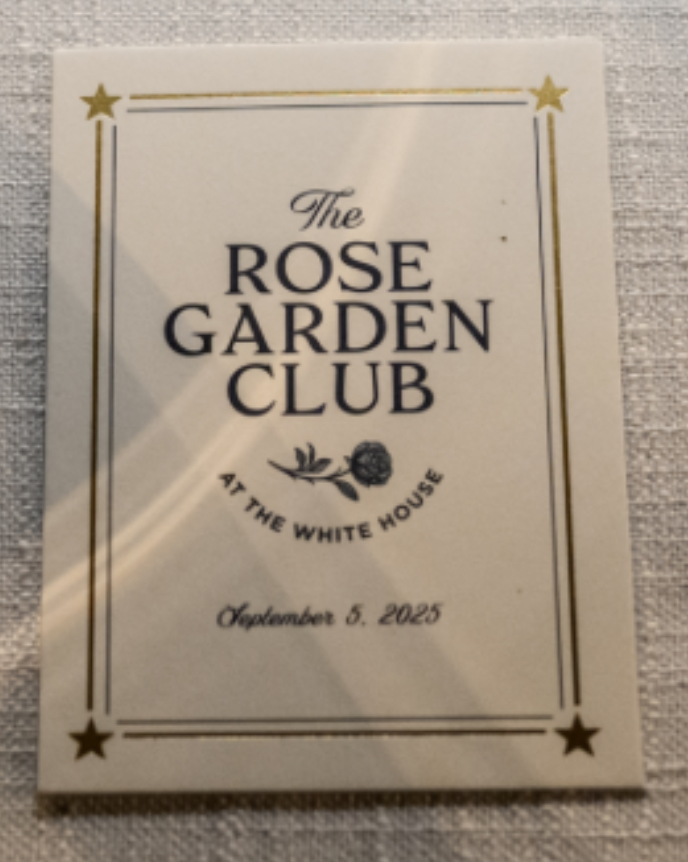 The
ROSE
GARDEN
CLUB
AT THE WHITE HOUSE
September 5, 2025